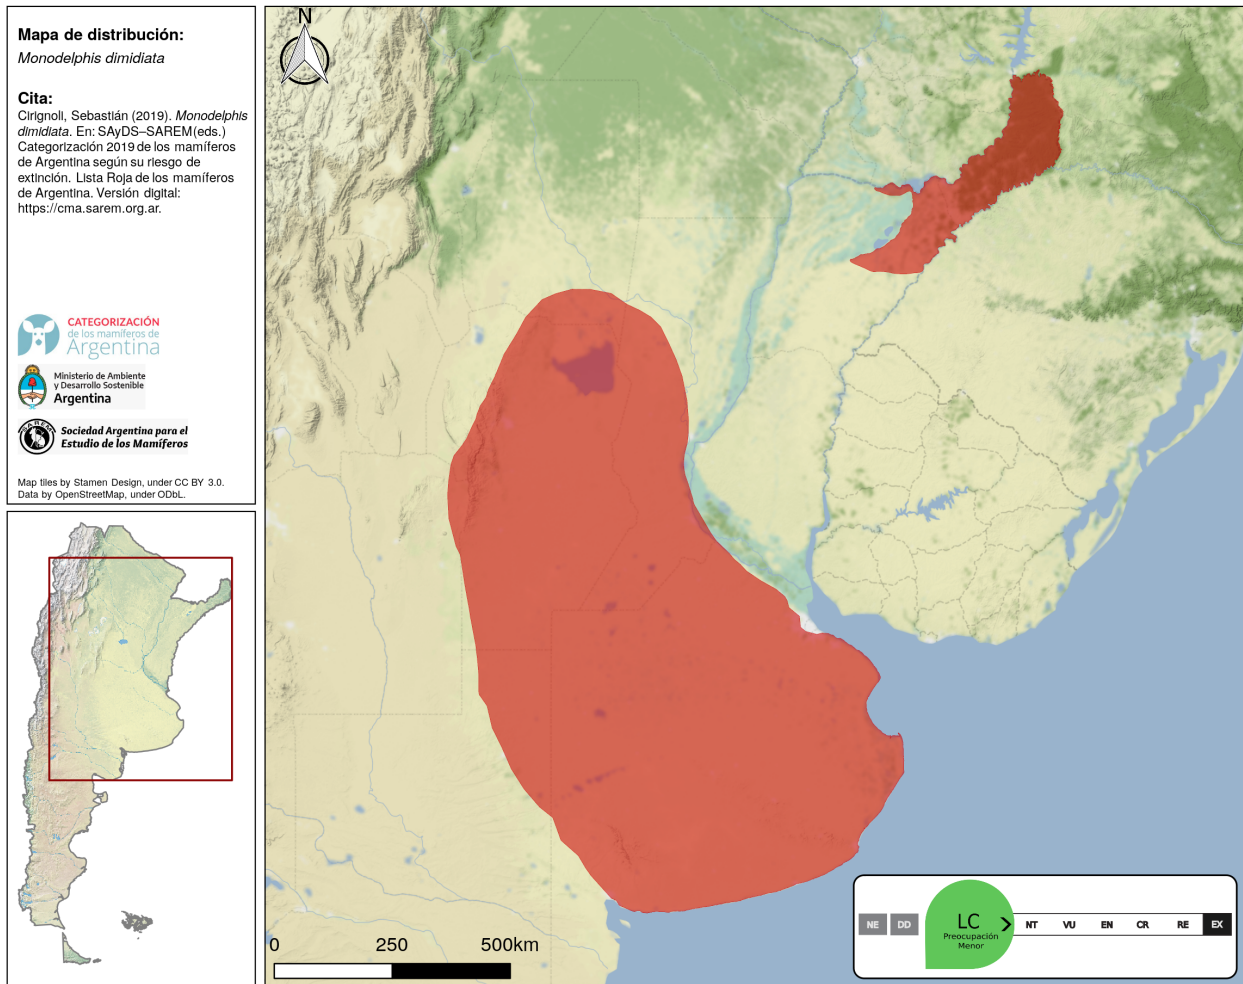 Mapa de distribución:
Monodelphis dimidiata
Cita:
Cirignoli, Sebastián (2019). Monodelphis
dimidiata. En: SAyDS–SAREM(eds.)
Categorización 2019 de los mamíferos
de Argentina según su riesgo de
extinción. Lista Roja de los mamíferos
de Argentina. Versión digital:
https://cma.sarem.org.ar.
CATEGORIZACIÓN
de los mamíferos de
Argentina
Ministerio de Ambiente
y Desarrollo Sostenible
Argentina
SAREM
Sociedad Argentina para el
Estudio de los Mamíferos
Map tiles by Stamen Design, under CC BY 3.0.
Data by OpenStreetMap, under ODbL.
N
0 250 500km
NE DD LC NT VU EN CR RE EX
Preocupación
Menor